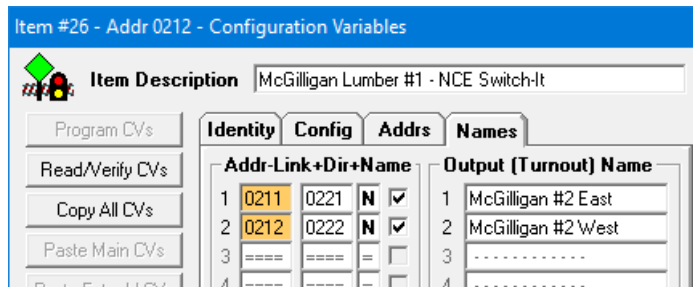 Item #26 - Addr 0212 - Configuration Variables
Item Description McGilligan Lumber #1 - NCE Switch-It
Program CVs
Read/Verify CVs
Copy All CVs
Paste Main CVs
Identity Config Addrs Names
Addr-Link+Dir+Name
1 0211 0221 N
2 0212 0222 N
3 ==== ==== =
4
Output (Turnout) Name
1 McGilligan #2 East
2 McGilligan #2 West
3 - - - - - - - - - - - -
4